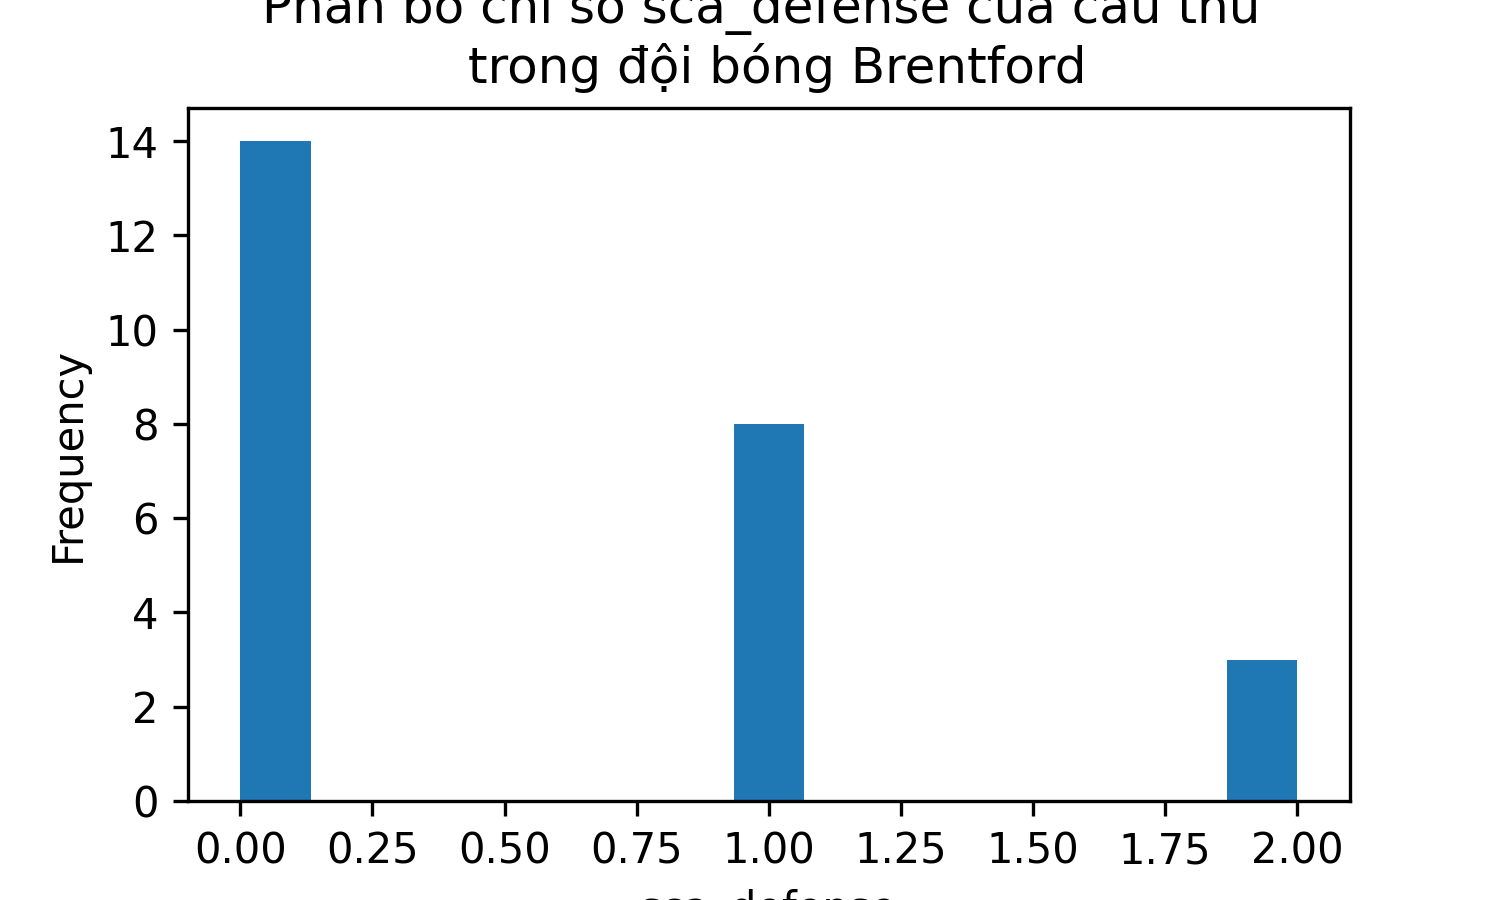 Phân bố chỉ số sca_defense của cầu thủ
trong đội bóng Brentford
14
12
10
8
6
4
2
0
Frequency
0.00 0.25 0.50 0.75 1.00 1.25 1.50 1.75 2.00
sca_defense